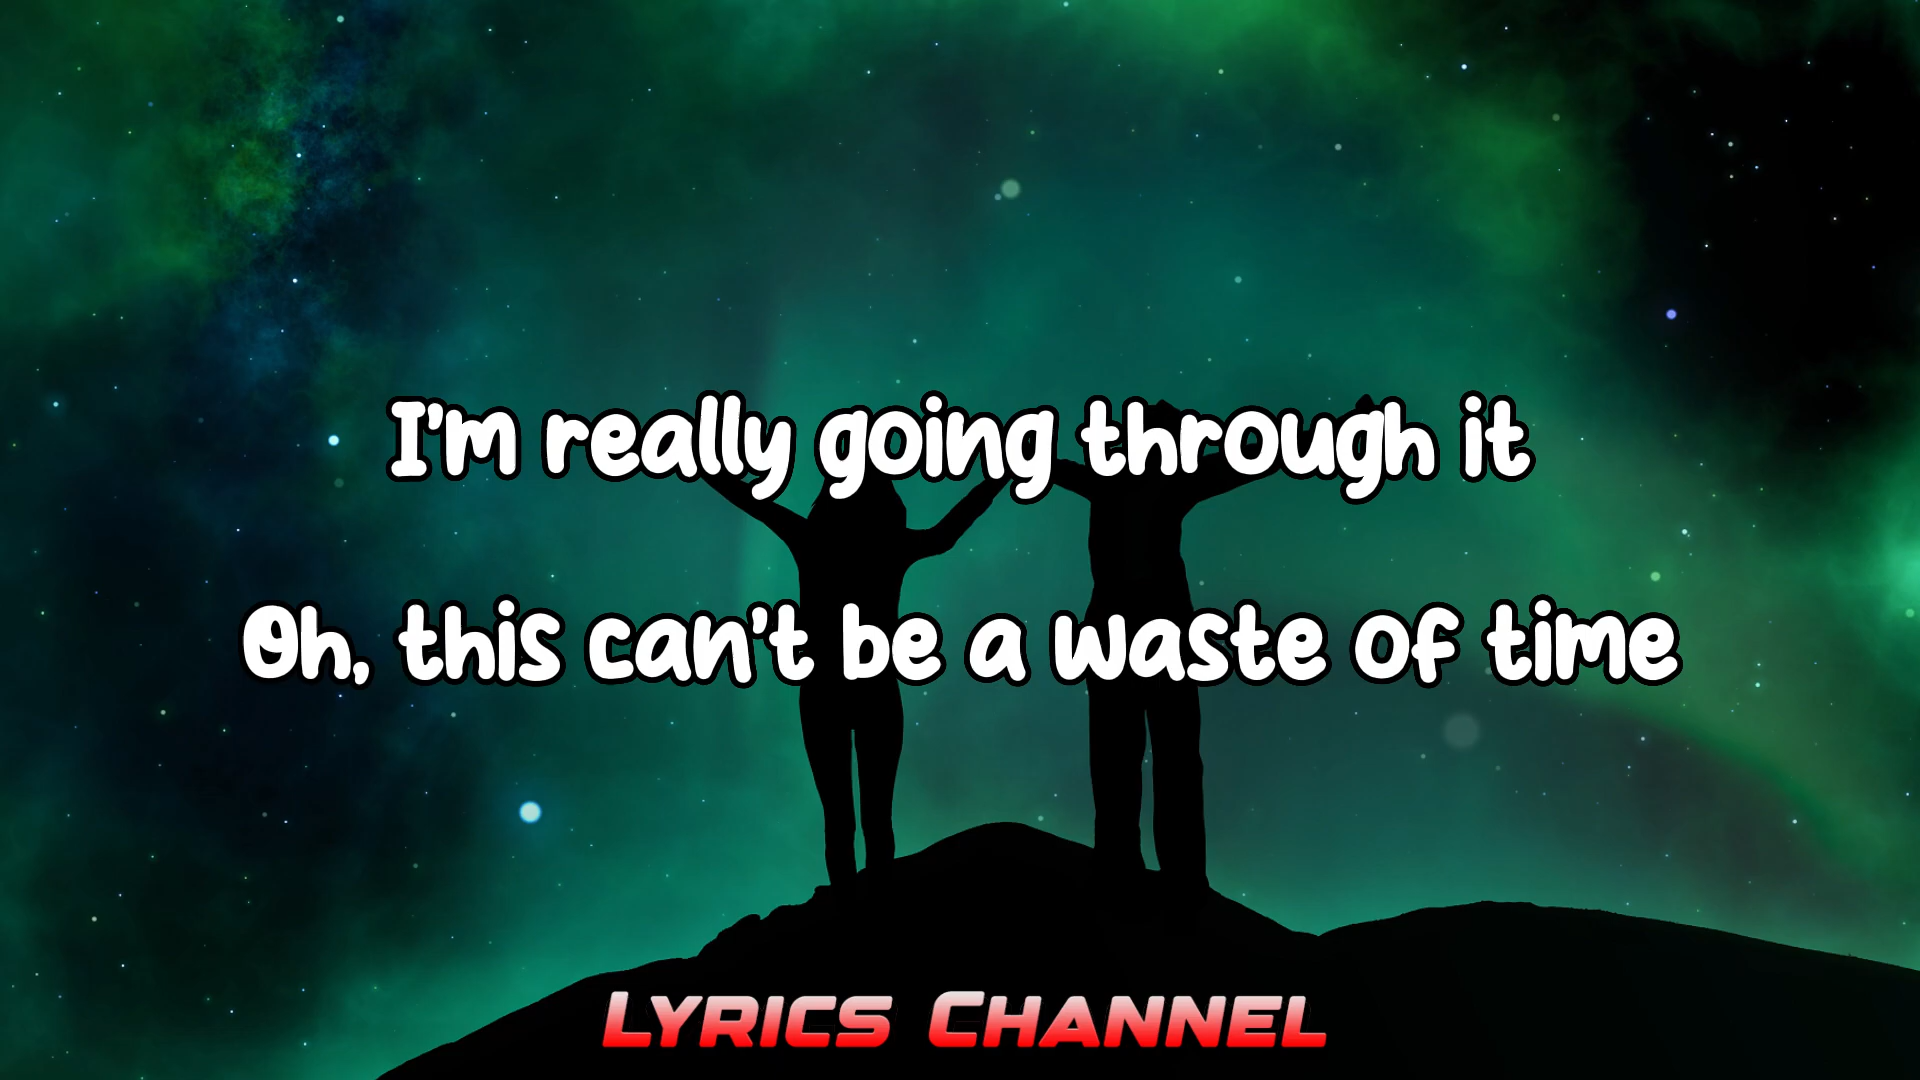 I'm really going through it
Oh, this can't be a waste of time
LYRICS CHANNEL